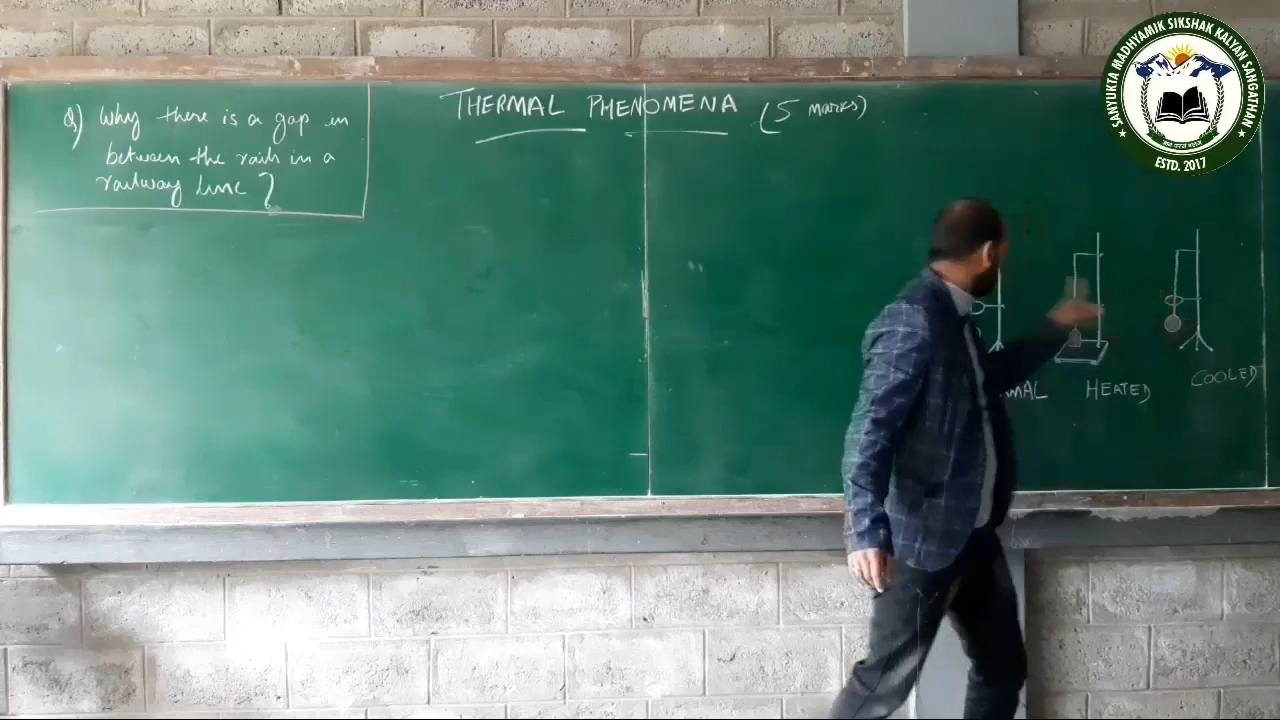 Q) Why there is a gap in
between the rails in a
railway line?
THERMAL PHENOMENA (5 marks)
MAL
HEATED
COOLED
SANYUKTA MADHYAMIK SIKSHAK KALYAN SANGATHAN
ESTD. 2017